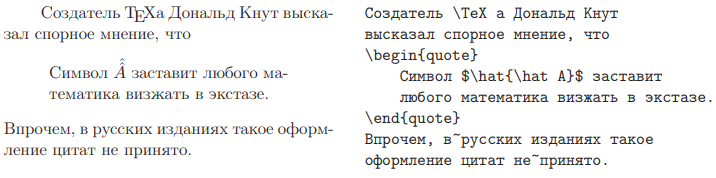 Создатель TEXа Дональд Кнут выска-
зал спорное мнение, что
Символ $\hat{\hat A}$ заставит любого ма-
тематика визжать в экстазе.
Впрочем, в русских изданиях такое оформ-
ление цитат не принято.
Создатель \TeX а Дональд Кнут
высказал спорное мнение, что
\begin{quote}
Символ $\hat{\hat A}$ заставит
любого математика визжать в экстазе.
\end{quote}
Впрочем, в~русских изданиях такое
оформление цитат не~принято.